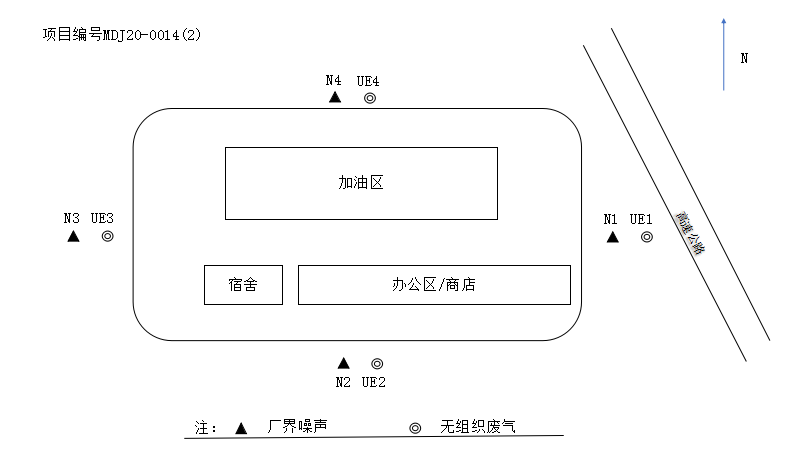 项目编号MDJ20-0014(2)
N
N4 UE4
加油区
N3 UE3
N1 UE1
高速公路
宿舍
办公区/商店
N2 UE2
注： ▲ 厂界噪声 ◎ 无组织废气